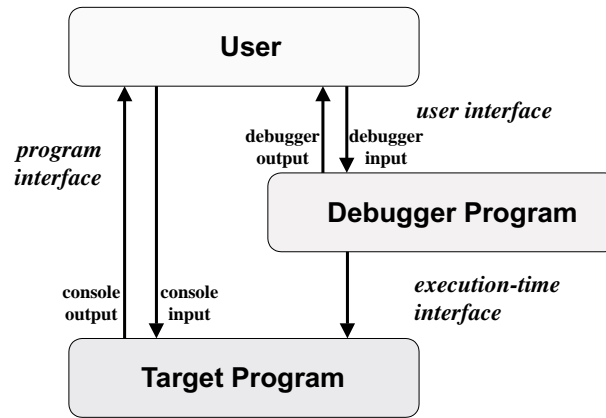 User
user interface
debugger
output
debugger
input
program
interface
Debugger Program
execution-time
interface
console
output
console
input
Target Program